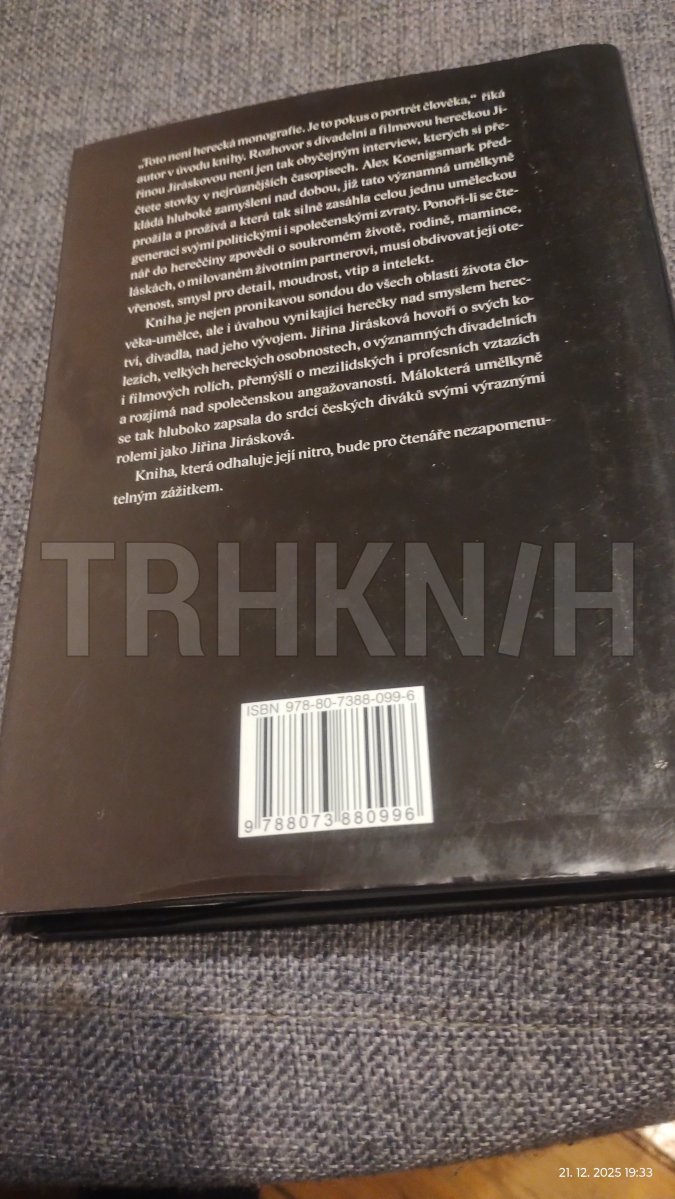 „Toto není herecká monografie. Je to pokus o portrét člověka,“ říká
autor v úvodu knihy. Rozhovor s divadelní a filmovou herečkou Ji-
řinou Jiráskovou není jen tak obyčejným interview, kterých si pře-
čtete stovky v nejrůznějších časopisech. Alex Koenigsmark před-
kládá hluboké zamyšlení nad dobou, již tato významná umělkyně
prožila a prožívá a která tak silně zasáhla celou jednu uměleckou
generaci svými politickými i společenskými zvraty. Ponoří-li se čte-
nář do herečtiny zpovědi o soukromém životě, rodině, mamince,
láskách, o milovaném životním partnerovi, musí obdivovat její ote-
vřenost, smysl pro detail, moudrost, vtip a intelekt.
Kniha je nejen pronikavou sondou do všech oblastí života člo-
věka-umělce, ale i úvahou vynikající herečky nad smyslem herec-
tví, divadla, nad jeho vývojem. Jiřina Jirásková hovoří o svých ko-
lezích, velkých hereckých osobnostech, o významných divadelních
i filmových rolích, přemýšlí o mezilidských i profesních vztazích
a rozjímá nad společenskou angažovaností. Málokterá umělkyně
se tak hluboko zapsala do srdcí českých diváků svými výraznými
rolemi jako Jiřina Jirásková.
Kniha, která odhaluje její nitro, bude pro čtenáře nezapomenu-
telným zážitkem.
TRHKN/H
ISBN 978-80-7388-099-6
9 788073 880996
21. 12. 2025 19:33